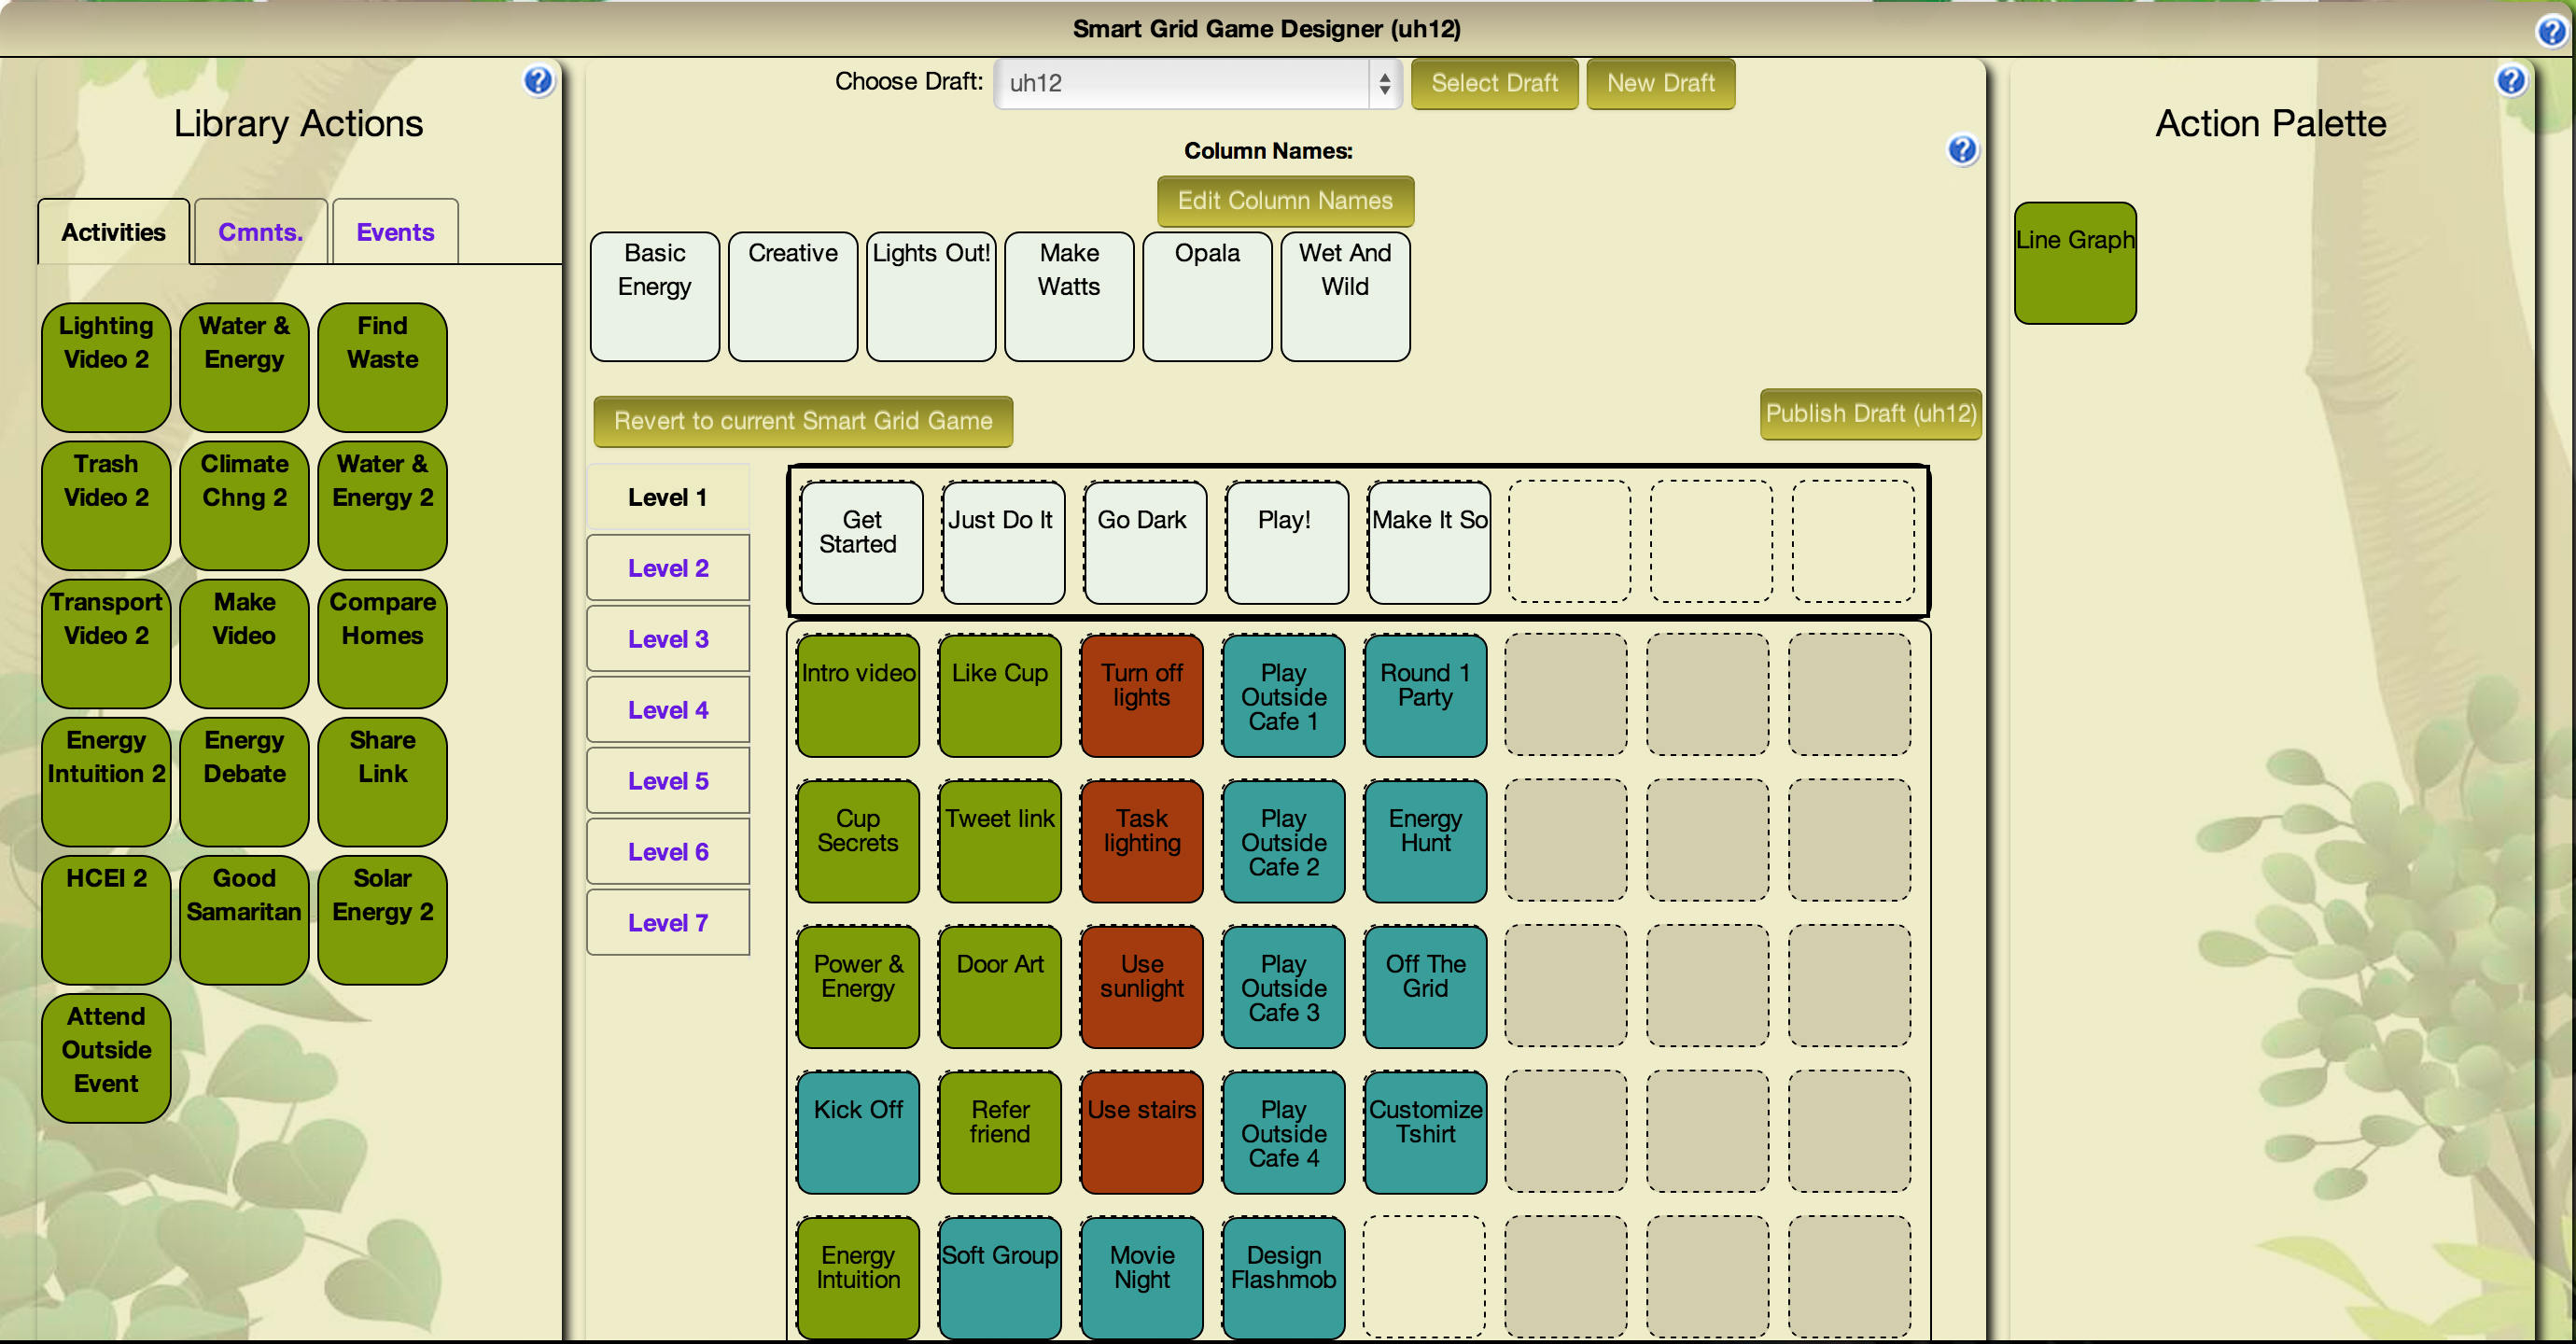 Smart Grid Game Designer (uh12)
?
?
Library Actions
Activities
Cmnts.
Events
Lighting
Video 2
Water &
Energy
Find
Waste
Trash
Video 2
Climate
Chng 2
Water &
Energy 2
Transport
Video 2
Make
Video
Compare
Homes
Energy
Intuition 2
Energy
Debate
Share
Link
HCEI 2
Good
Samaritan
Solar
Energy 2
Attend
Outside
Event
Choose Draft: uh12 Select Draft New Draft
Column Names:
?
Edit Column Names
Basic
Energy
Creative
Lights Out!
Make
Watts
Opala
Wet And
Wild
Revert to current Smart Grid Game
Publish Draft (uh12)
Level 1
Level 2
Level 3
Level 4
Level 5
Level 6
Level 7
Get
Started
Just Do It
Go Dark
Play!
Make It So
Intro video
Like Cup
Turn off
lights
Play
Outside
Cafe 1
Round 1
Party
Cup
Secrets
Tweet link
Task
lighting
Play
Outside
Cafe 2
Energy
Hunt
Power &
Energy
Door Art
Use
sunlight
Play
Outside
Cafe 3
Off The
Grid
Kick Off
Refer
friend
Use stairs
Play
Outside
Cafe 4
Customize
Tshirt
Energy
Intuition
Soft Group
Movie
Night
Design
Flashmob
?
Action Palette
Line Graph